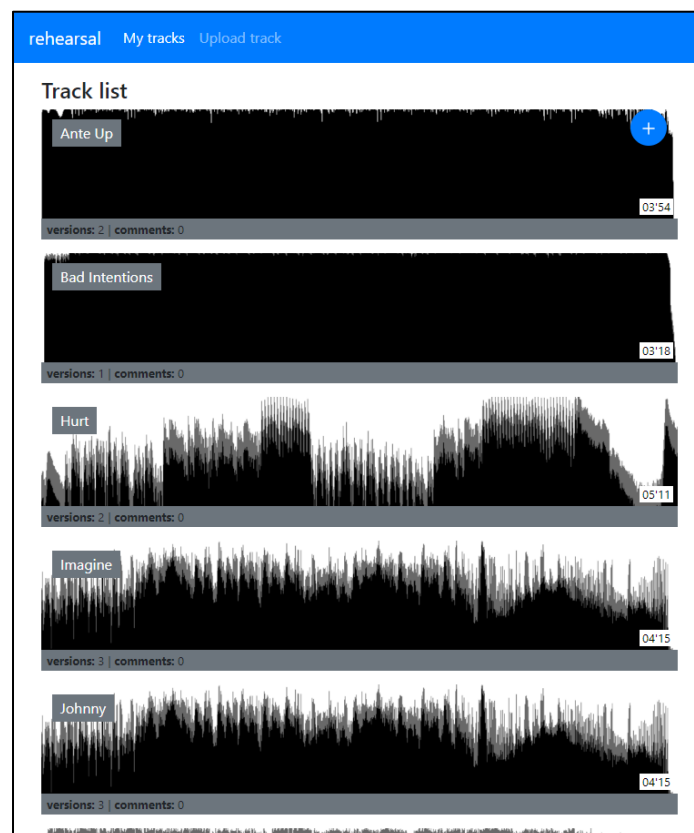 rehearsal My tracks Upload track
Track list
Ante Up
+
03'54
versions: 2 | comments: 0
Bad Intentions
03'18
versions: 1 | comments: 0
Hurt
05'11
versions: 2 | comments: 0
Imagine
04'15
versions: 3 | comments: 0
Johnny
04'15
versions: 3 | comments: 0